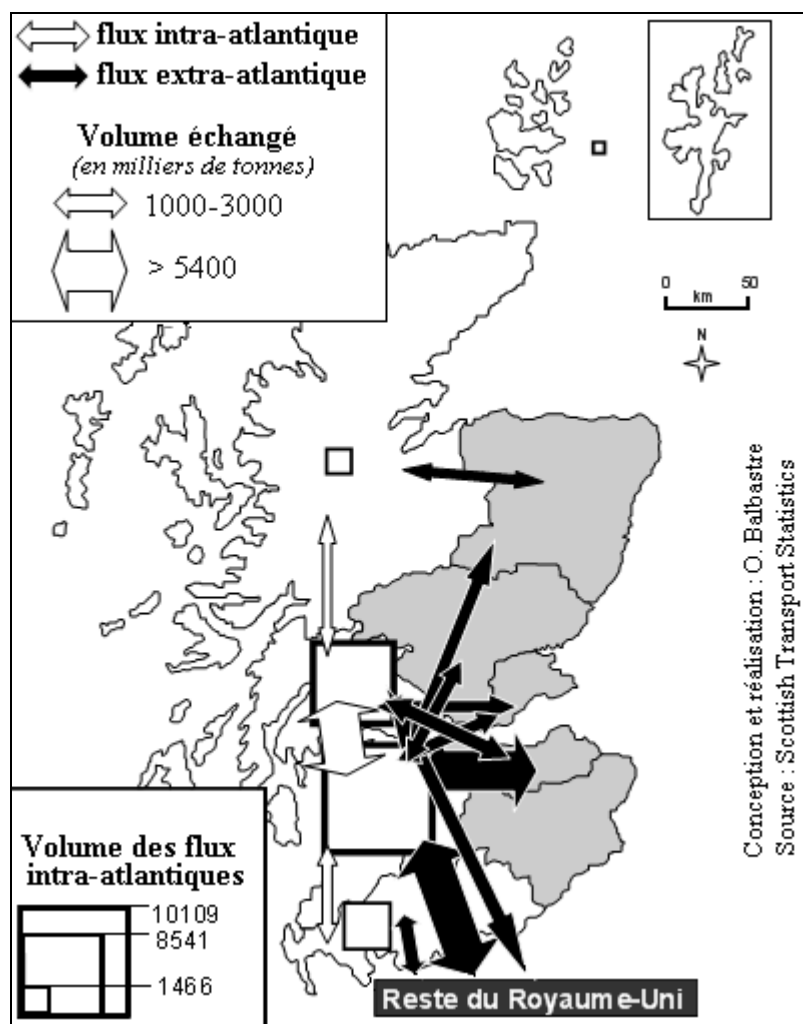 flux intra-atlantique
flux extra-atlantique
Volume échangé
(en milliers de tonnes)
1000-3000
> 5400
0 50
km
N
Conception et réalisation : O. Balbastre
Source : Scottish Transport Statistics
Volume des flux
intra-atlantiques
10109
8541
1466
Reste du Royaume-Uni